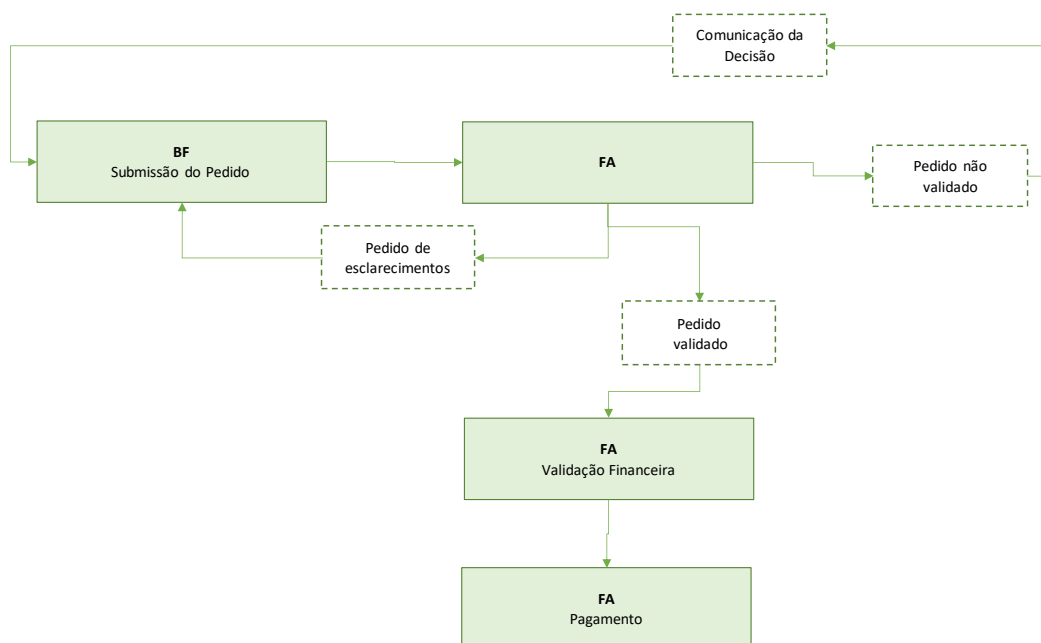 Comunicação da
Decisão
BF
Submissão do Pedido
FA
Pedido não
validado
Pedido de
esclarecimentos
Pedido
validado
FA
Validação Financeira
FA
Pagamento